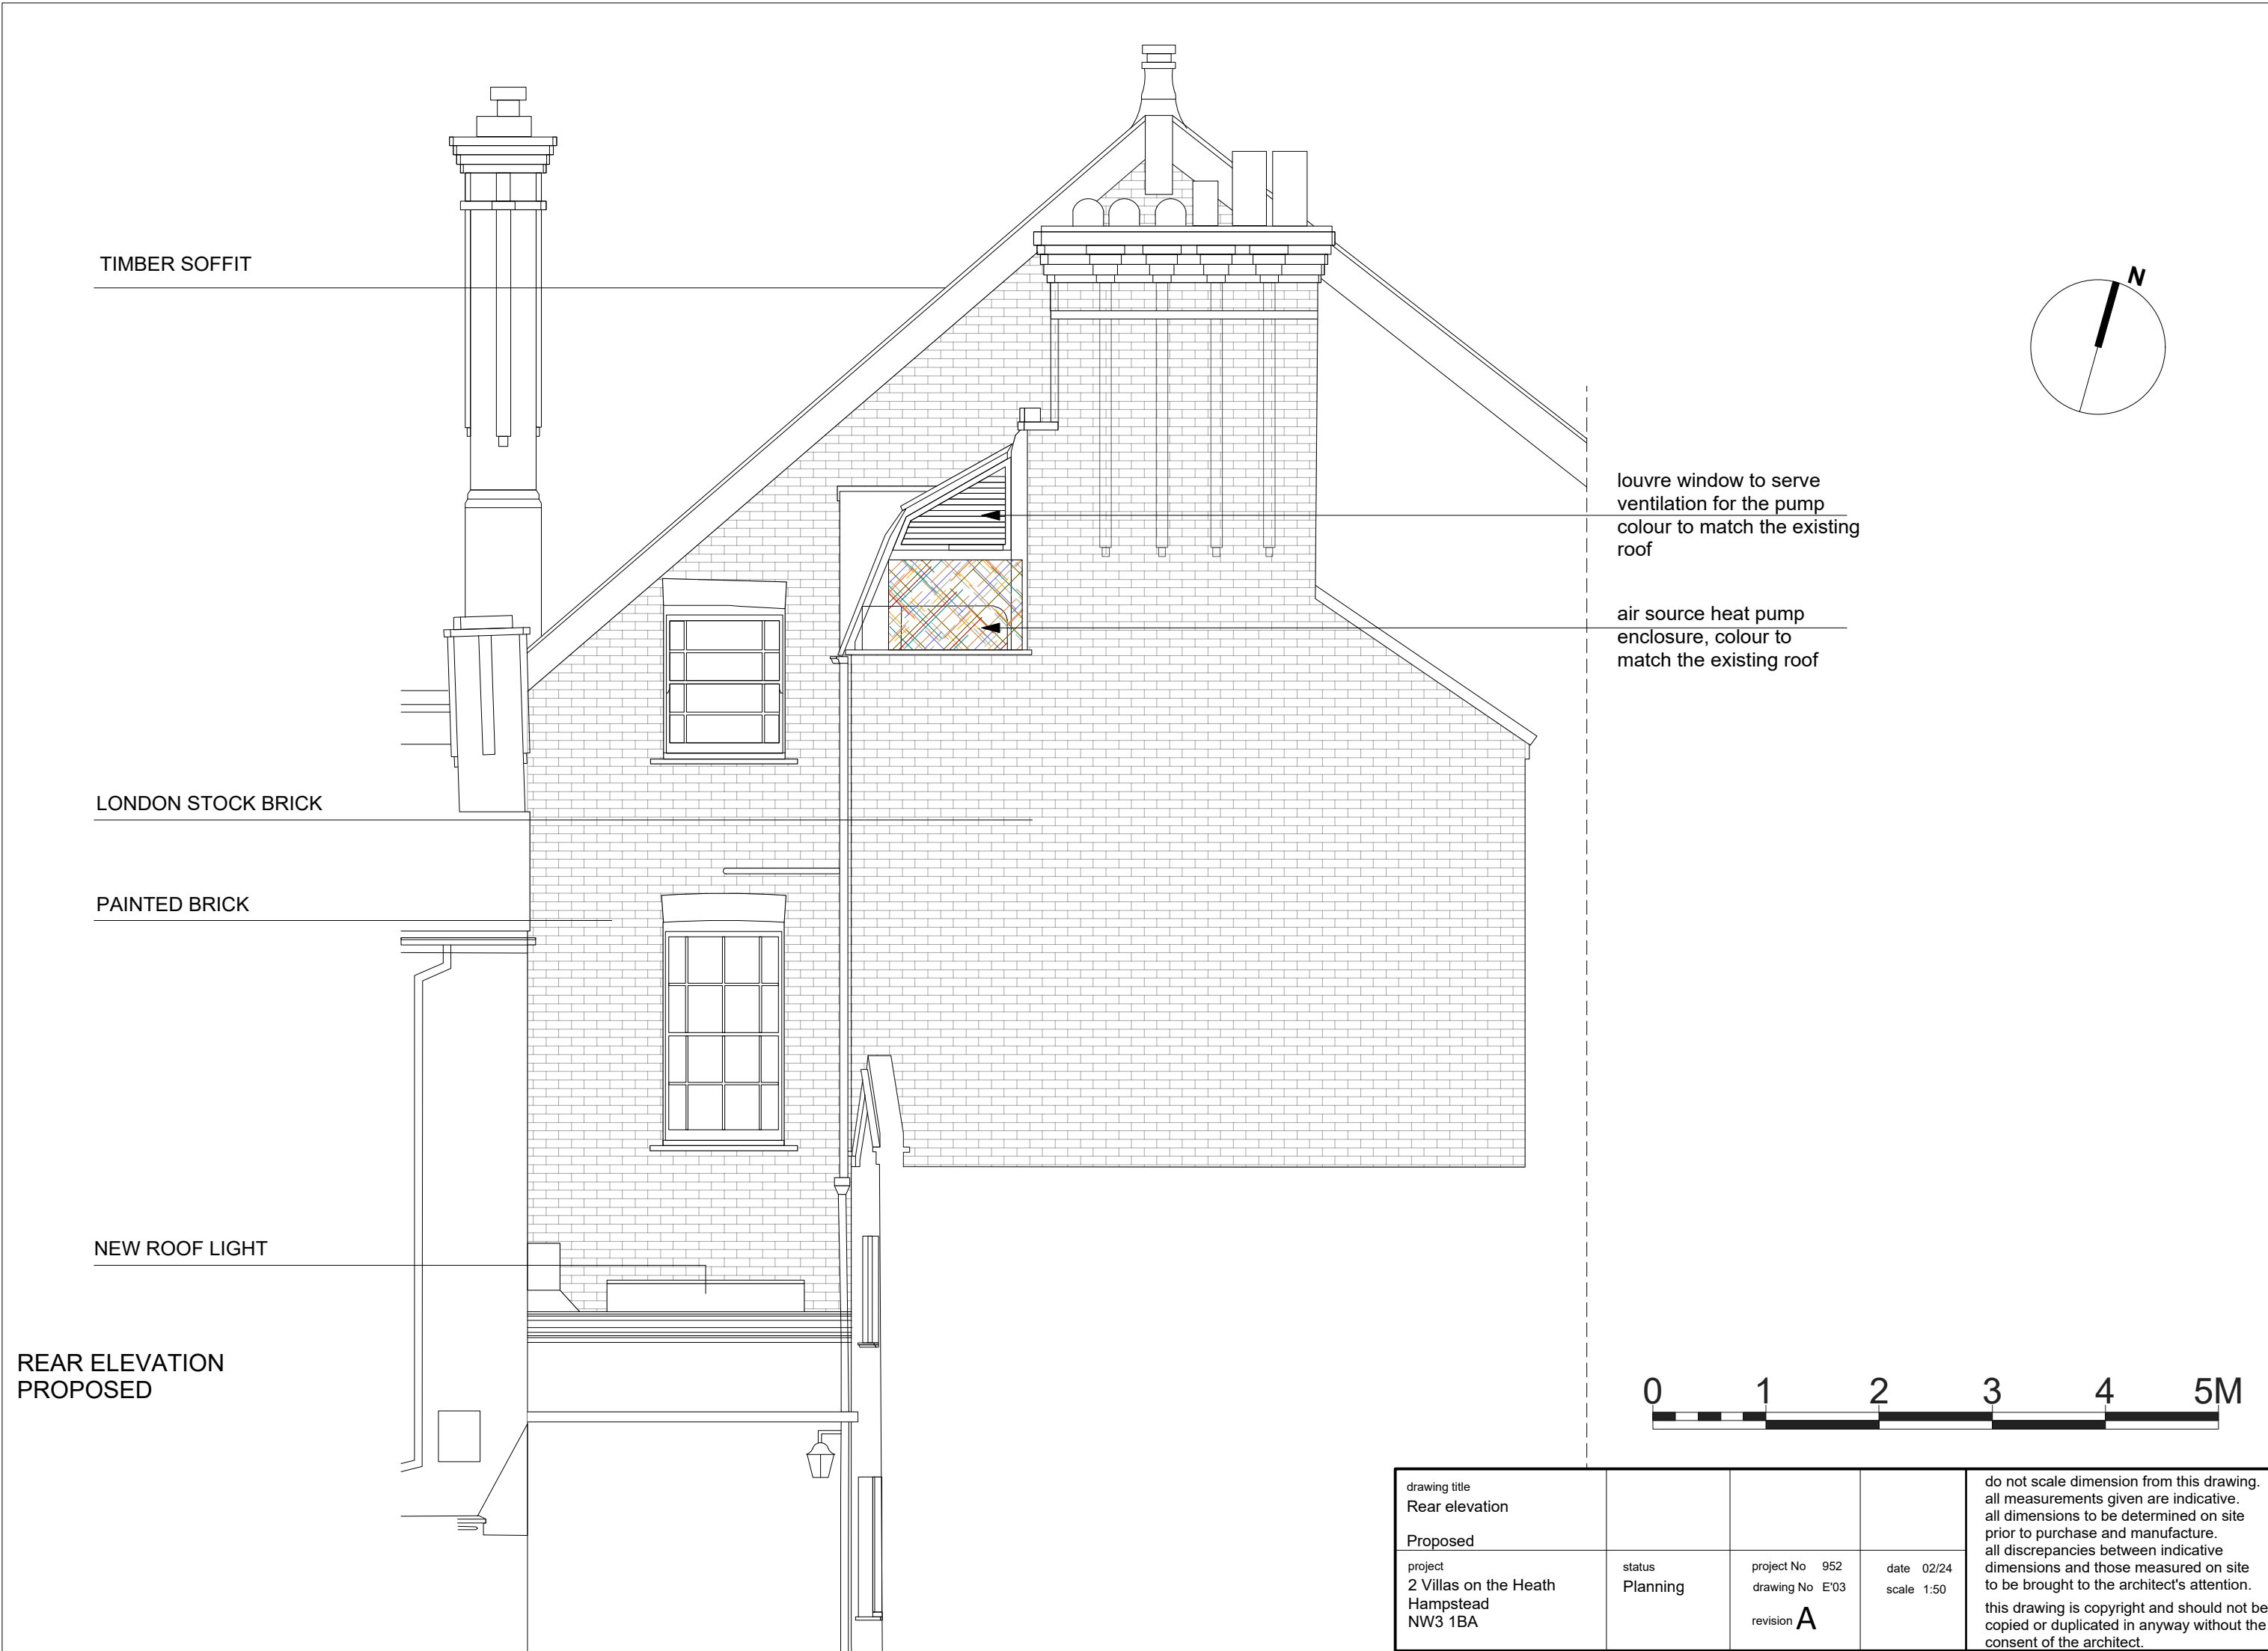 TIMBER SOFFIT
N
louvre window to serve
ventilation for the pump
colour to match the existing
roof
air source heat pump
enclosure, colour to
match the existing roof
LONDON STOCK BRICK
PAINTED BRICK
NEW ROOF LIGHT
REAR ELEVATION
PROPOSED
0 1 2 3 4 5M
drawing title
Rear elevation
Proposed
project
2 Villas on the Heath
Hampstead
NW3 1BA
status
Planning
project No 952
drawing No E'03
revision A
date 02/24
scale 1:50
do not scale dimension from this drawing.
all measurements given are indicative.
all dimensions to be determined on site
prior to purchase and manufacture.
all discrepancies between indicative
dimensions and those measured on site
to be brought to the architect's attention.
this drawing is copyright and should not be
copied or duplicated in anyway without the
consent of the architect.